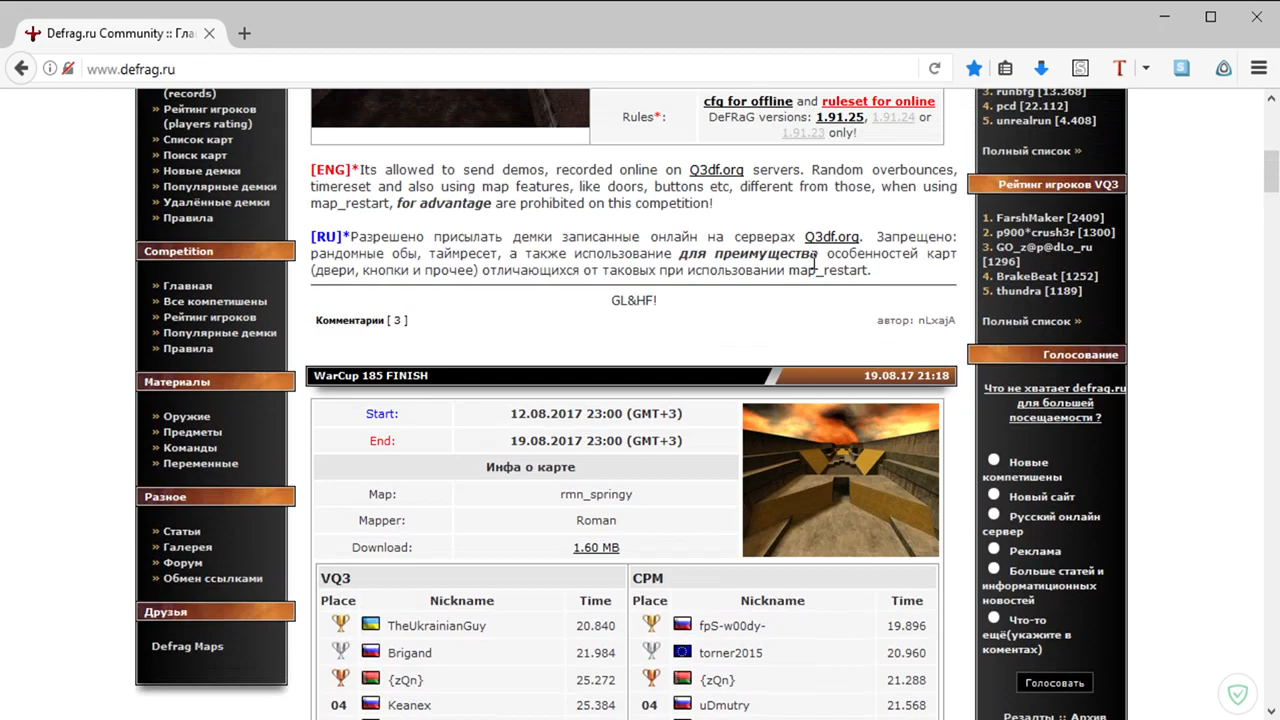 Defrag.ru Community :: Гла
www.defrag.ru
(records)
» Рейтинг игроков
(players rating)
» Список карт
» Поиск карт
» Новые демки
» Популярные демки
» Удалённые демки
» Правила
Competition
» Главная
» Все компетишены
» Рейтинг игроков
» Популярные демки
» Правила
Материалы
» Оружие
» Предметы
» Команды
» Переменные
Разное
» Статьи
» Галерея
» Форум
» Обмен ссылками
Друзья
Defrag Maps
Rules*:
cfg for offline and ruleset for online
DeFRaG versions: 1.91.25, 1.91.24 or
1.91.23 only!
[ENG]*Its allowed to send demos, recorded online on Q3df.org servers. Random overbounces,
timereset and also using map features, like doors, buttons etc, different from those, when using
map_restart, for advantage are prohibited on this competition!
[RU]*Разрешено присылать демки записанные онлайн на серверах Q3df.org. Запрещено:
рандомные обы, таймресет, а также использование для преимущества особенностей карт
(двери, кнопки и прочее) отличающихся от таковых при использовании map_restart.
GL&HF!
Комментарии [ 3 ]
автор: nLxajA
WarCup 185 FINISH
19.08.17 21:18
Start: 12.08.2017 23:00 (GMT+3)
End: 19.08.2017 23:00 (GMT+3)
Инфа о карте
Map: rmn_springy
Mapper: Roman
Download: 1.60 MB
VQ3
Place Nickname Time
TheUkrainianGuy 20.840
Brigand 21.984
{zQn} 25.272
04 Keanex 25.384
CPM
Place Nickname Time
fpS-w00dy- 19.896
torner2015 20.960
{zQn} 21.288
04 uDmutry 21.568
3. runbfg [13.368]
4. pcd [22.112]
5. unrealrun [4.408]
Полный список »
Рейтинг игроков VQ3
1. FarshMaker [2409]
2. p900*crush3r [1300]
3. GO_z@p@dLo_ru
[1296]
4. BrakeBeat [1252]
5. thundra [1189]
Полный список »
Голосование
Что не хватает defrag.ru
для большей
посещаемости ?
Новые
компетишены
Новый сайт
Русский онлайн
сервер
Реклама
Больше статей и
информатиционных
новостей
Что-то
ещё(укажите в
коментах)
Голосовать
Резалты :: Архив